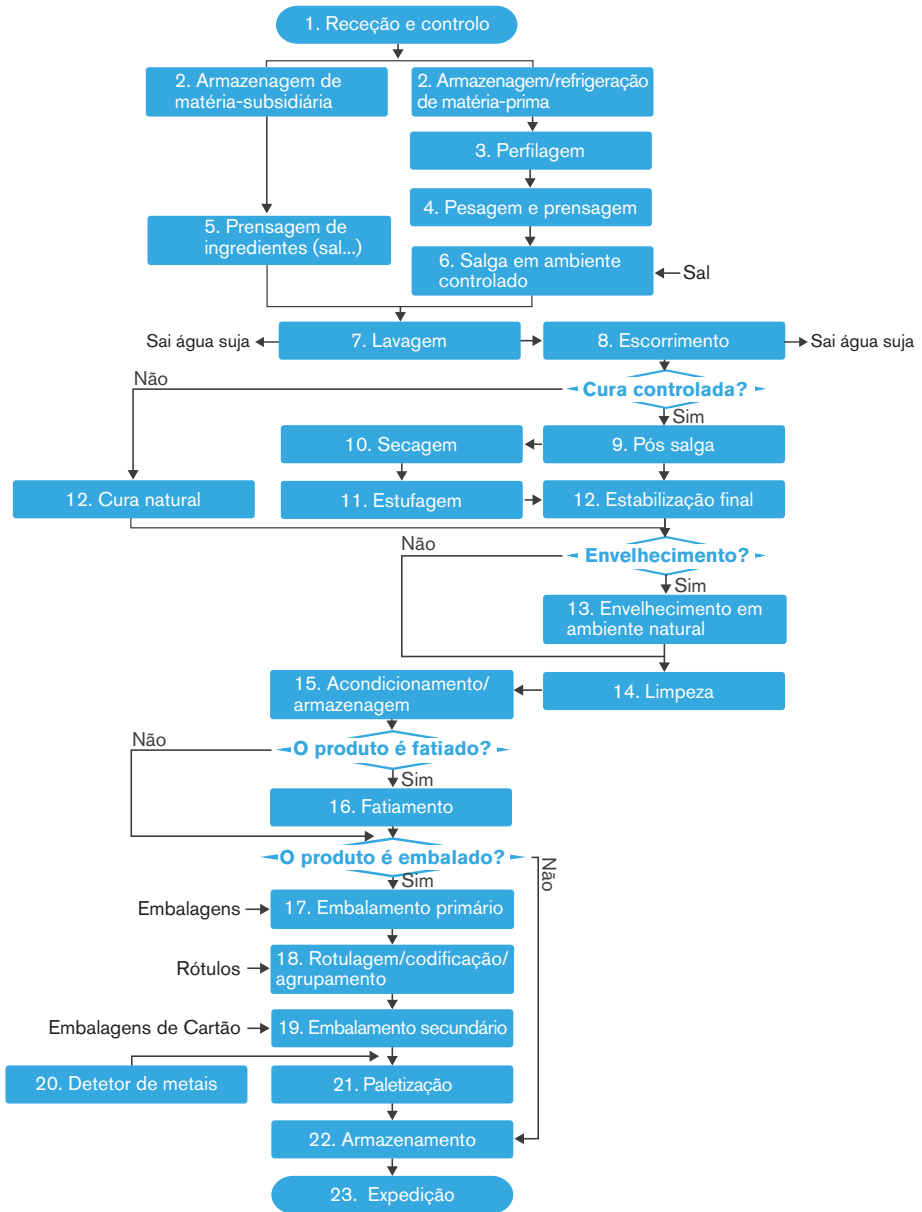 1. Receção e controlo
2. Armazenagem de
matéria-subsidiária
2. Armazenagem/refrigeração
de matéria-prima
3. Perfilagem
4. Pesagem e prensagem
5. Prensagem de
ingredientes (sal...)
6. Salga em ambiente
controlado
Sal
Sai água suja
7. Lavagem
8. Escorrimento
Sai água suja
Não
Cura controlada?
Sim
10. Secagem
9. Pós salga
12. Cura natural
11. Estufagem
12. Estabilização final
Não
Envelhecimento?
Sim
13. Envelhecimento em
ambiente natural
15. Acondicionamento/
armazenagem
14. Limpeza
Não
O produto é fatiado?
Sim
16. Fatiamento
O produto é embalado?
Não
Sim
Embalagens
17. Embalamento primário
Rótulos
18. Rotulagem/codificação/
agrupamento
Embalagens de Cartão
19. Embalamento secundário
20. Detetor de metais
21. Paletização
22. Armazenamento
23. Expedição